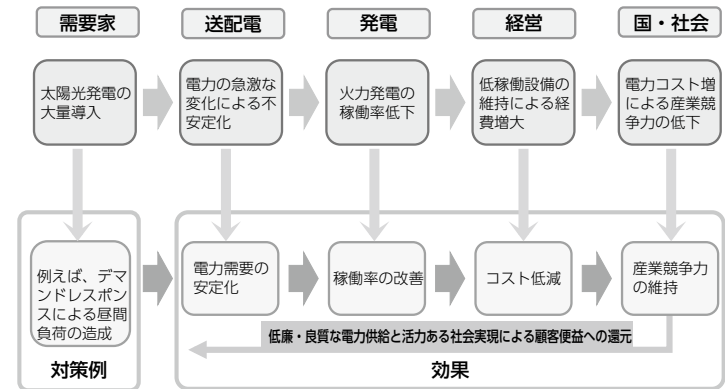 需要家
送配電
発電
経営
国・社会
太陽光発電の
大量導入
電力の急激な
変化による不
安定化
火力発電の
稼働率低下
低稼働設備の
維持による経
費増大
電力コスト増
による産業競
争力の低下
例えば、デマ
ンドレスポン
スによる昼間
負荷の造成
電力需要の
安定化
稼働率の改善
コスト低減
産業競争力
の維持
低廉・良質な電力供給と活力ある社会実現による顧客便益への還元
対策例
効果